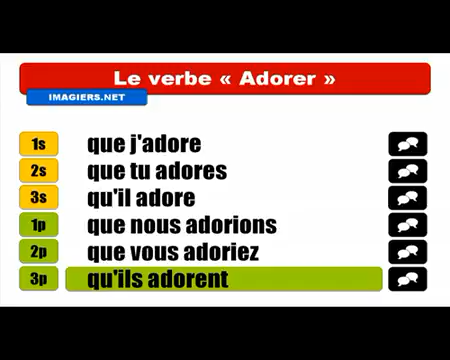 Le verbe « Adorer »
IMAGIERS.NET
1s que j'adore
2s que tu adores
3s qu'il adore
1p que nous adorions
2p que vous adoriez
3p qu'ils adorent